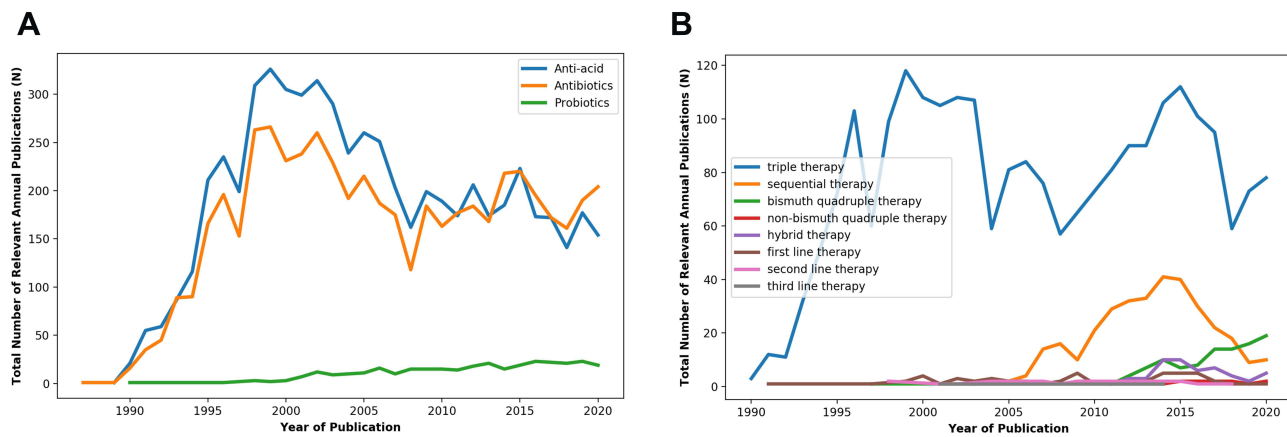 A
Total Number of Relevant Annual Publications (N)
300
250
200
150
100
50
0
1990
1995
2000
2005
2010
2015
2020
Year of Publication
Anti-acid
Antibiotics
Probiotics
B
Total Number of Relevant Annual Publications (N)
120
100
80
60
40
20
0
1990
1995
2000
2005
2010
2015
2020
Year of Publication
triple therapy
sequential therapy
bismuth quadruple therapy
non-bismuth quadruple therapy
hybrid therapy
first line therapy
second line therapy
third line therapy